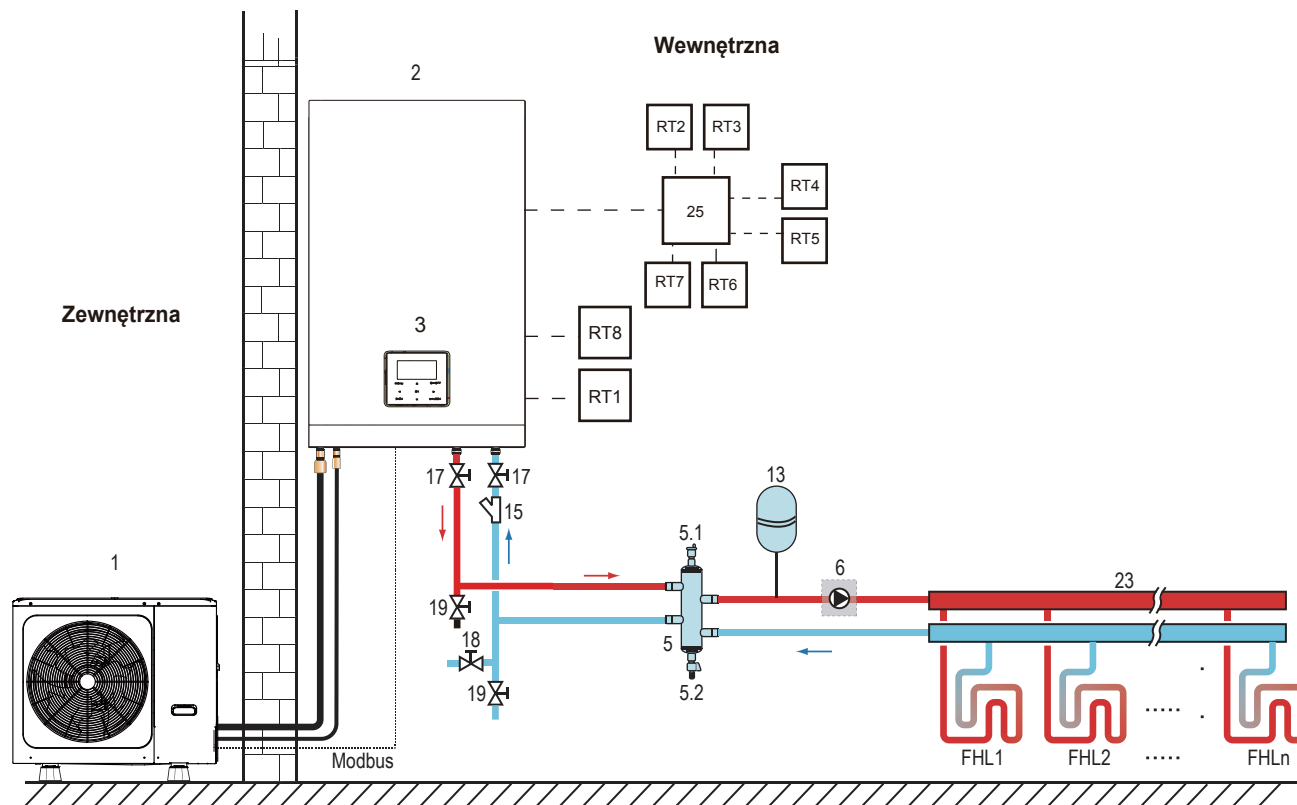 Wewnętrzna
2
RT2
RT3
RT4
25
RT5
RT7
RT6
Zewnętrzna
3
RT8
RT1
17
17
13
15
5.1
1
6
23
19
18
5
19
5.2
Modbus
FHL1
FHL2
.....
.....
FHLn